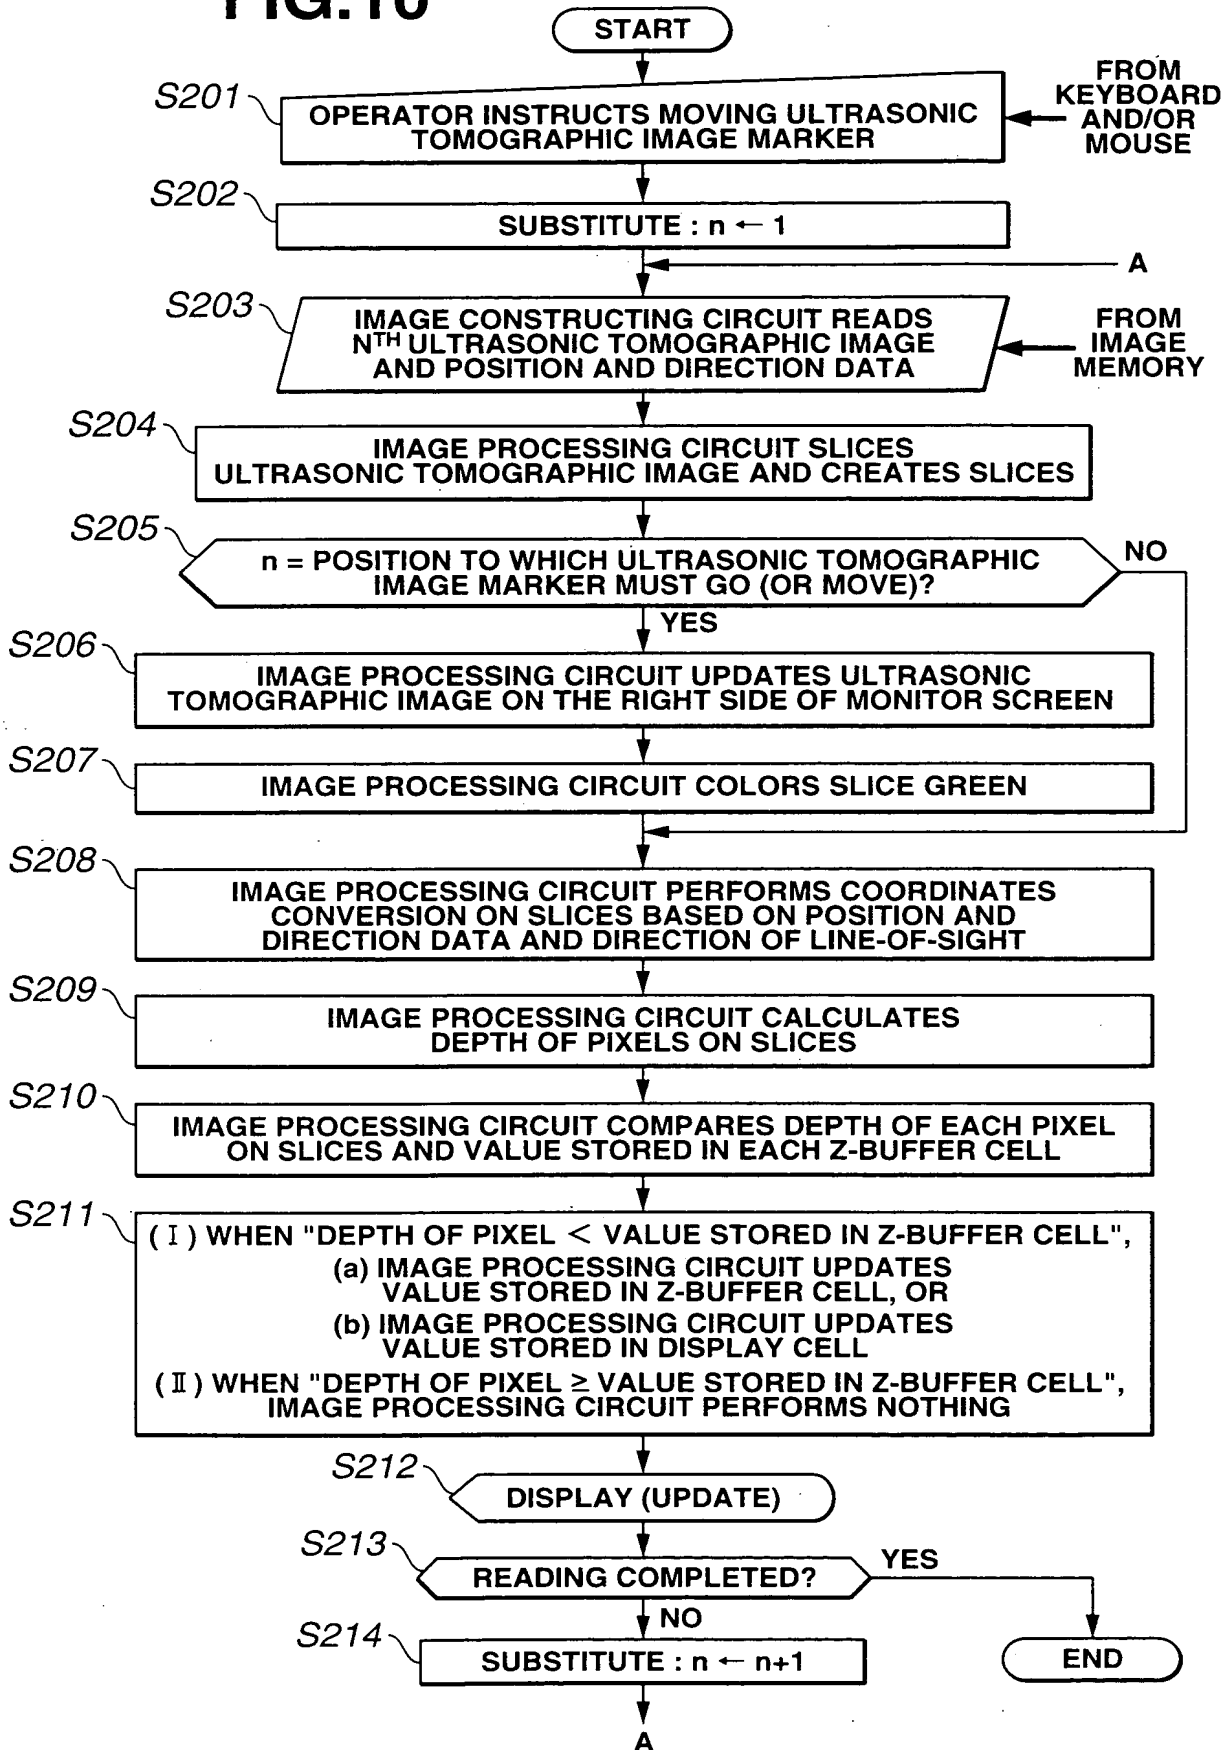 FIG.10
START
S201
OPERATOR INSTRUCTS MOVING ULTRASONIC
TOMOGRAPHIC IMAGE MARKER
FROM
KEYBOARD
AND/OR
MOUSE
S202
SUBSTITUTE : n ← 1
A
S203
IMAGE CONSTRUCTING CIRCUIT READS
NTH ULTRASONIC TOMOGRAPHIC IMAGE
AND POSITION AND DIRECTION DATA
FROM
IMAGE
MEMORY
S204
IMAGE PROCESSING CIRCUIT SLICES
ULTRASONIC TOMOGRAPHIC IMAGE AND CREATES SLICES
S205
n = POSITION TO WHICH ULTRASONIC TOMOGRAPHIC
IMAGE MARKER MUST GO (OR MOVE)?
NO
YES
S206
IMAGE PROCESSING CIRCUIT UPDATES ULTRASONIC
TOMOGRAPHIC IMAGE ON THE RIGHT SIDE OF MONITOR SCREEN
S207
IMAGE PROCESSING CIRCUIT COLORS SLICE GREEN
S208
IMAGE PROCESSING CIRCUIT PERFORMS COORDINATES
CONVERSION ON SLICES BASED ON POSITION AND
DIRECTION DATA AND DIRECTION OF LINE-OF-SIGHT
S209
IMAGE PROCESSING CIRCUIT CALCULATES
DEPTH OF PIXELS ON SLICES
S210
IMAGE PROCESSING CIRCUIT COMPARES DEPTH OF EACH PIXEL
ON SLICES AND VALUE STORED IN EACH Z-BUFFER CELL
S211
(Ⅰ) WHEN "DEPTH OF PIXEL < VALUE STORED IN Z-BUFFER CELL",
(a) IMAGE PROCESSING CIRCUIT UPDATES
VALUE STORED IN Z-BUFFER CELL, OR
(b) IMAGE PROCESSING CIRCUIT UPDATES
VALUE STORED IN DISPLAY CELL
(Ⅱ) WHEN "DEPTH OF PIXEL ≥ VALUE STORED IN Z-BUFFER CELL",
IMAGE PROCESSING CIRCUIT PERFORMS NOTHING
S212
DISPLAY (UPDATE)
S213
READING COMPLETED?
YES
NO
S214
SUBSTITUTE : n ← n+1
END
A